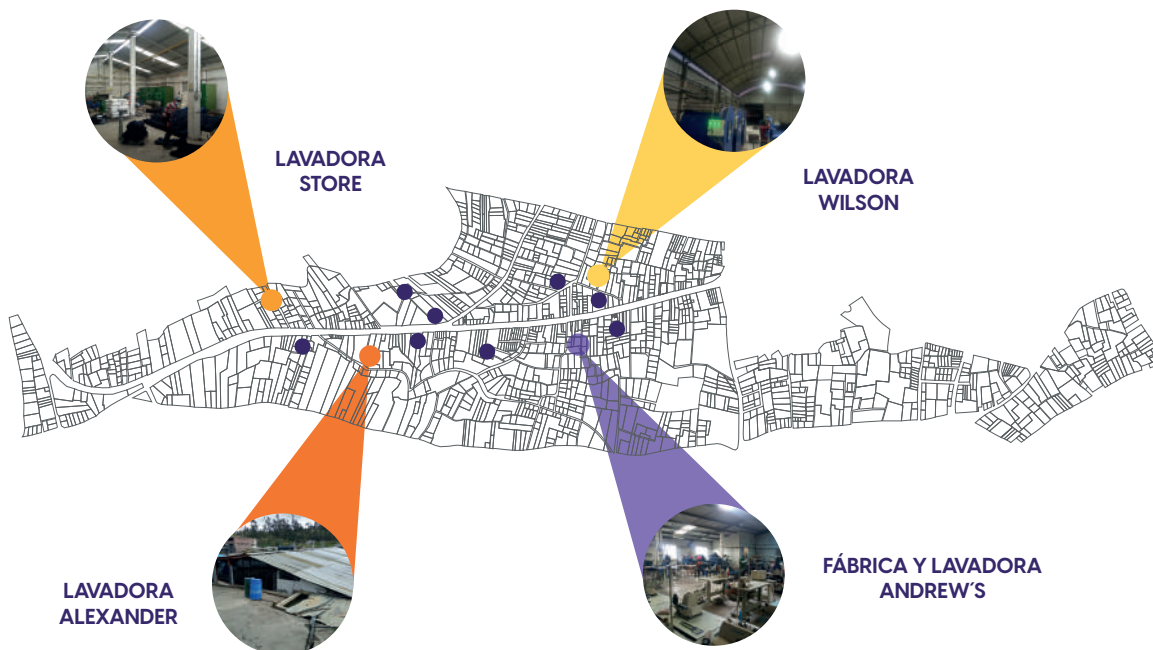 LAVADORA
STORE
LAVADORA
WILSON
LAVADORA
ALEXANDER
FÁBRICA Y LAVADORA
ANDREW´S